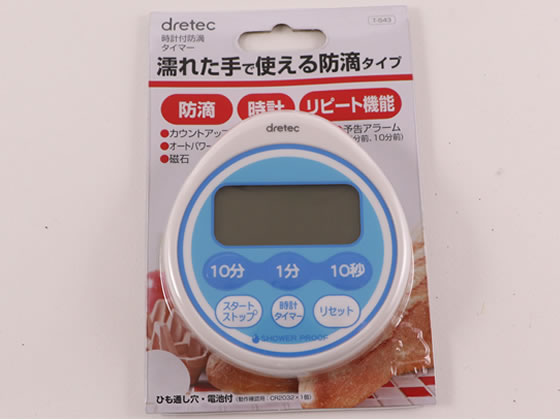 dretec
T-543
時計付防滴
タイマー
濡れた手で使える防滴タイプ
防滴 時計 リピート機能
●カウントアッ
●オートパワー
●磁石
予告アラーム
分前、10分前)
dretec
10分 1分 10秒
スタート
ストップ
時計
タイマー
リセット
SHOWER PROOF
ひも通し穴・電池付 (動作確認用:CR2032×1個)